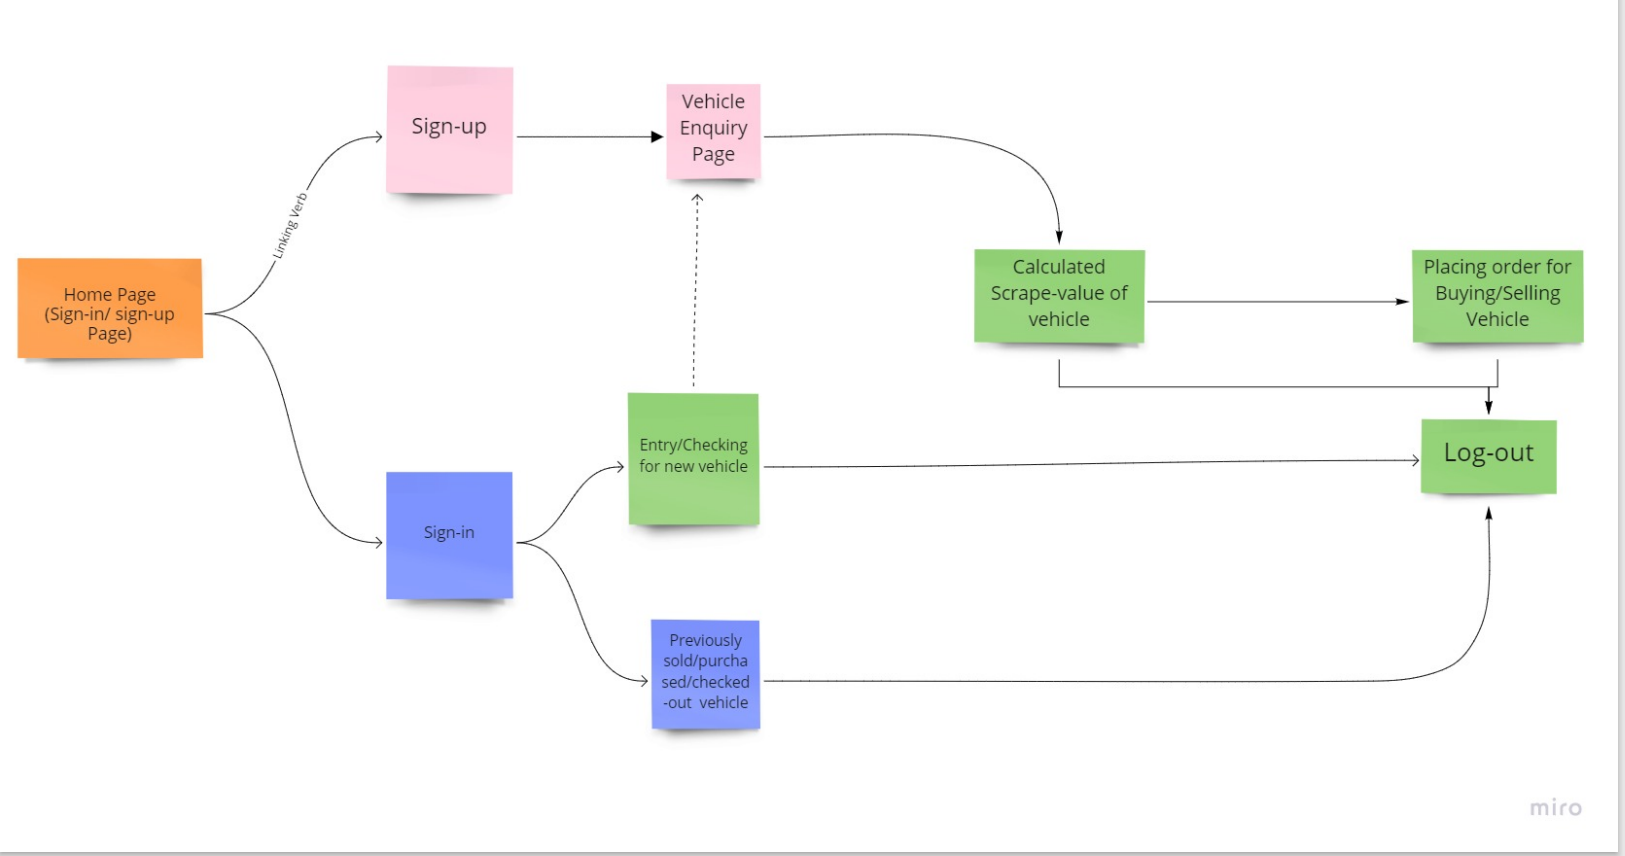 Sign-up
Vehicle
Enquiry
Page
Linking Verb
Home Page
(Sign-in/ sign-up
Page)
Calculated
Scrape-value of
vehicle
Placing order for
Buying/Selling
Vehicle
Entry/Checking
for new vehicle
Log-out
Sign-in
Previously
sold/purcha
sed/checked
-out vehicle
miro